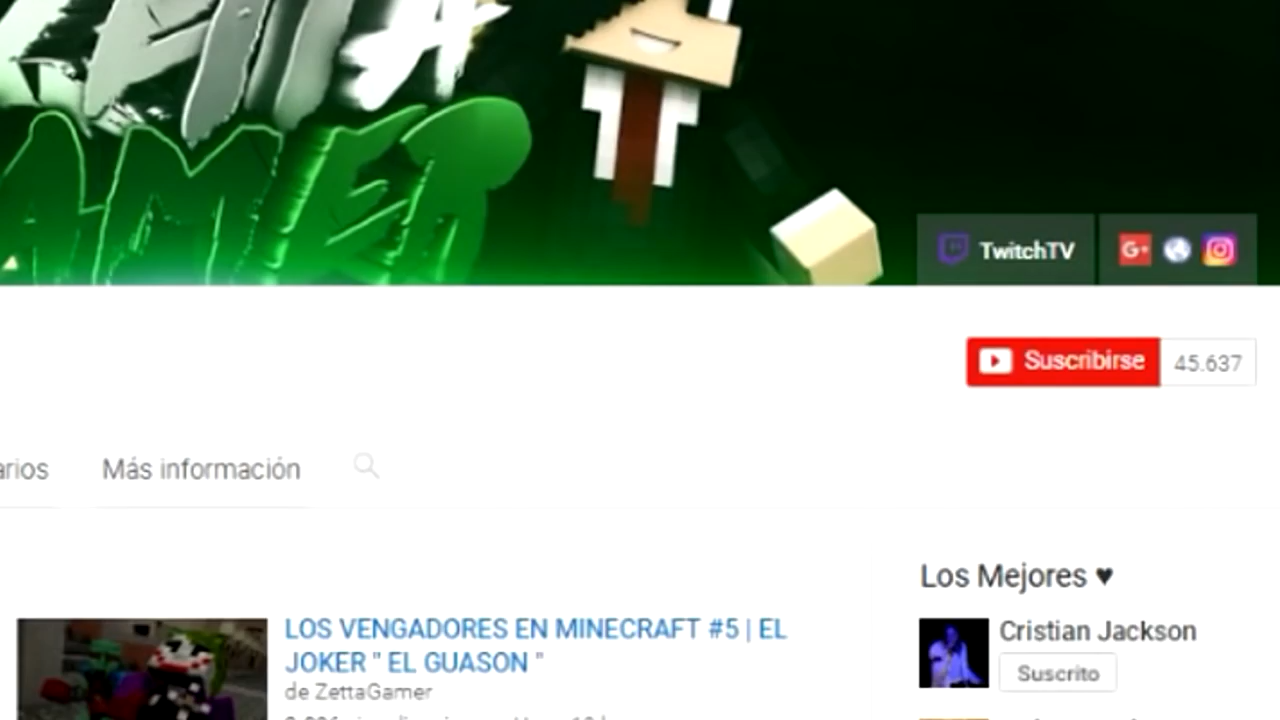 TwitchTV
G+
Suscribirse 45.637
arios Más información
Los Mejores ♥
LOS VENGADORES EN MINECRAFT #5 | EL
JOKER " EL GUASON "
de ZettaGamer
Cristian Jackson
Suscrito